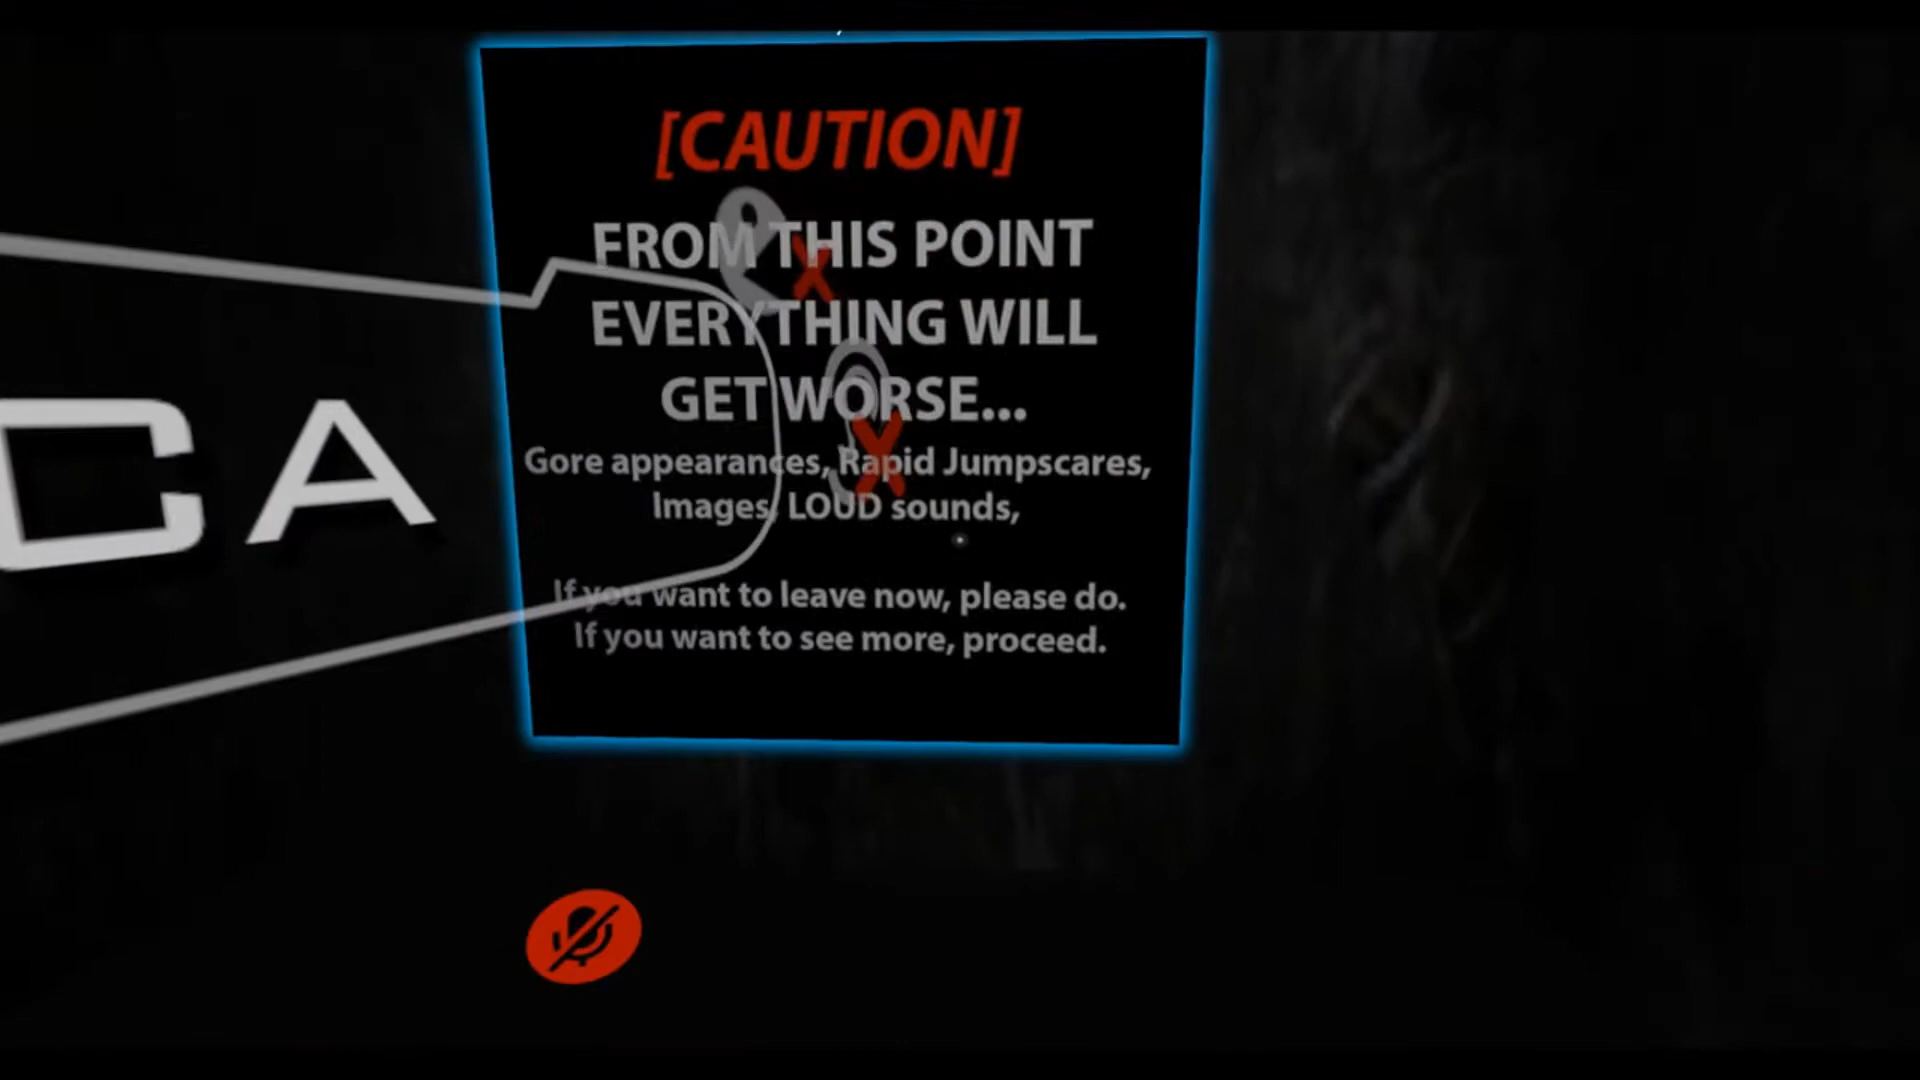 [CAUTION]
FROM THIS POINT
EVERYTHING WILL
GET WORSE...
Gore appearances, Rapid Jumpscares,
Images, LOUD sounds,
If you want to leave now, please do.
If you want to see more, proceed.
CA
X
X